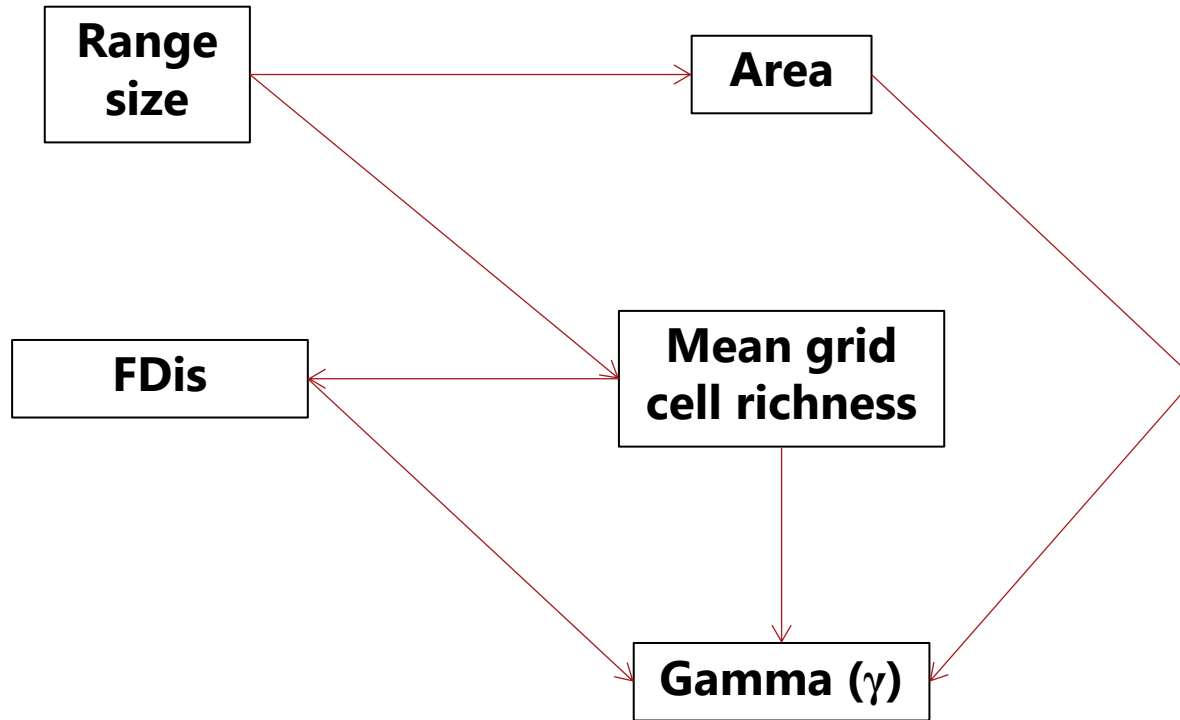 Range
size
Area
FDis
Mean grid
cell richness
Gamma (γ)